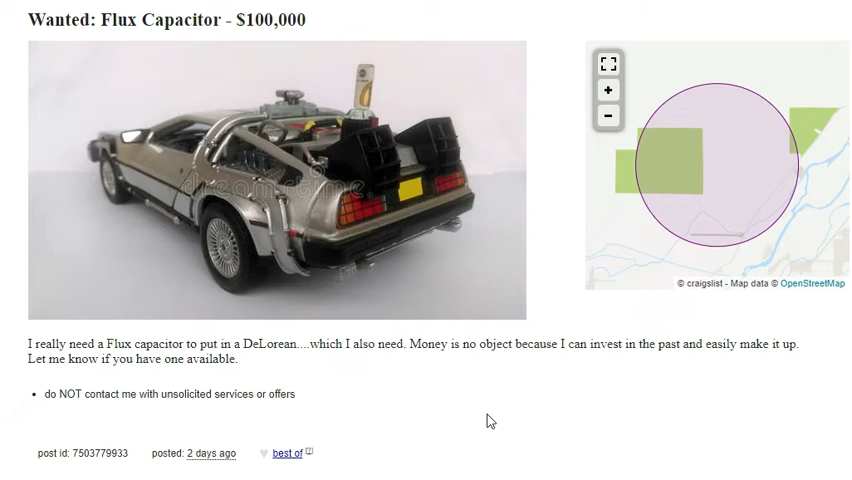 Wanted: Flux Capacitor - $100,000
dreamstime
+
-
© craigslist - Map data © OpenStreetMap
I really need a Flux capacitor to put in a DeLorean....which I also need. Money is no object because I can invest in the past and easily make it up.
Let me know if you have one available.
• do NOT contact me with unsolicited services or offers
post id: 7503779933 posted: 2 days ago ♥ best of [?]